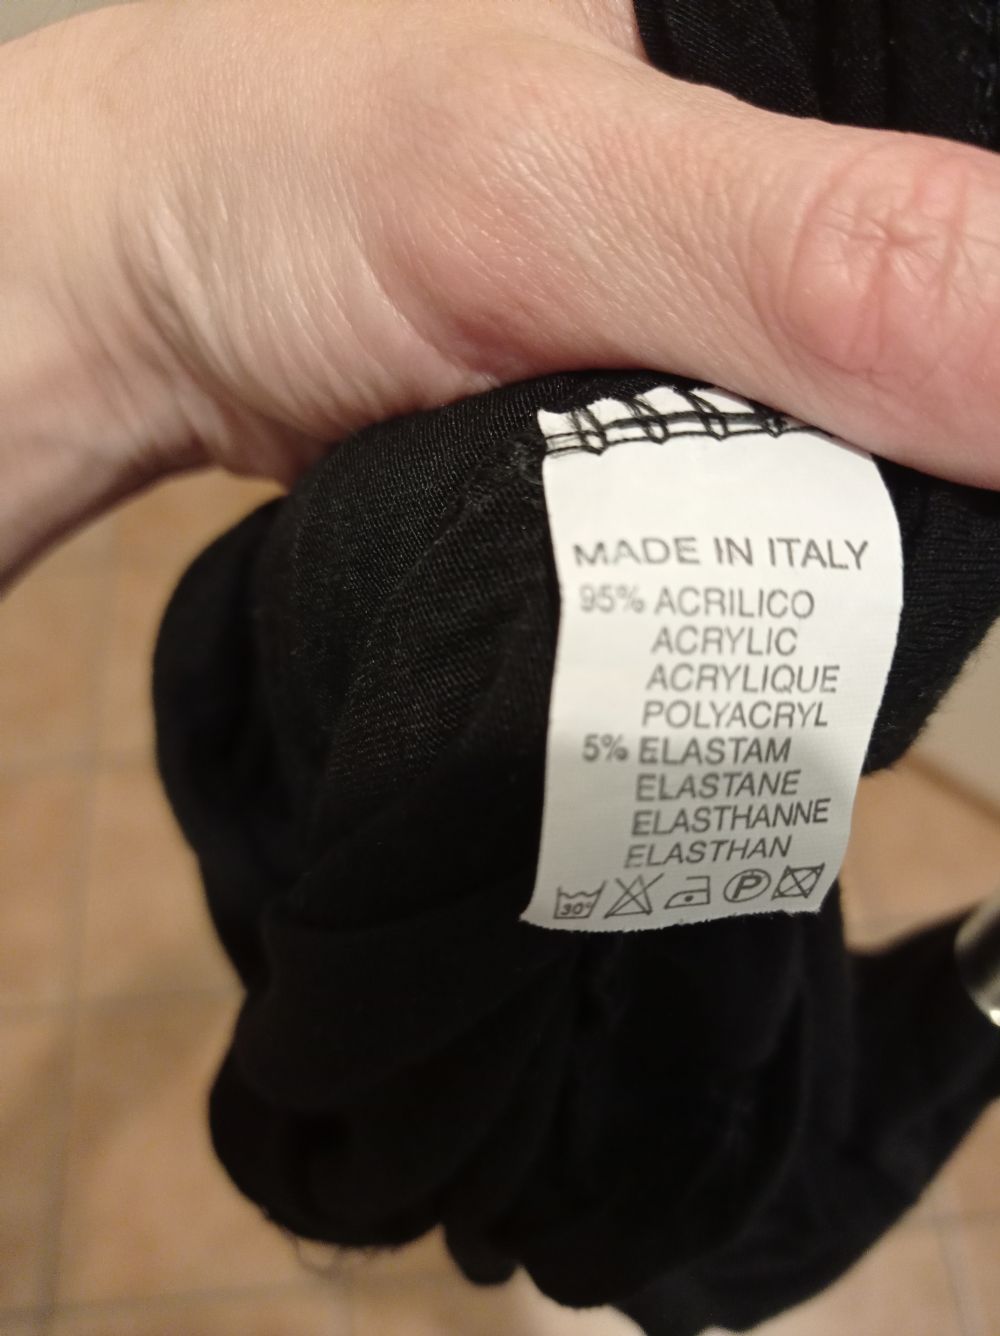 MADE IN ITALY
95% ACRILICO
ACRYLIC
ACRYLIQUE
POLYACRYL
5% ELASTAM
ELASTANE
ELASTHANNE
ELASTHAN
30° P